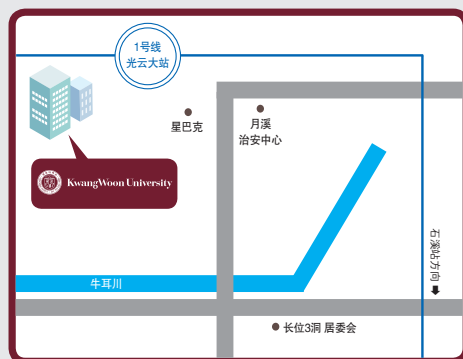 1号线
光云大站
星巴克
月溪
治安中心
KwangWoon University
石溪站方向
牛耳川
长位3洞 居委会